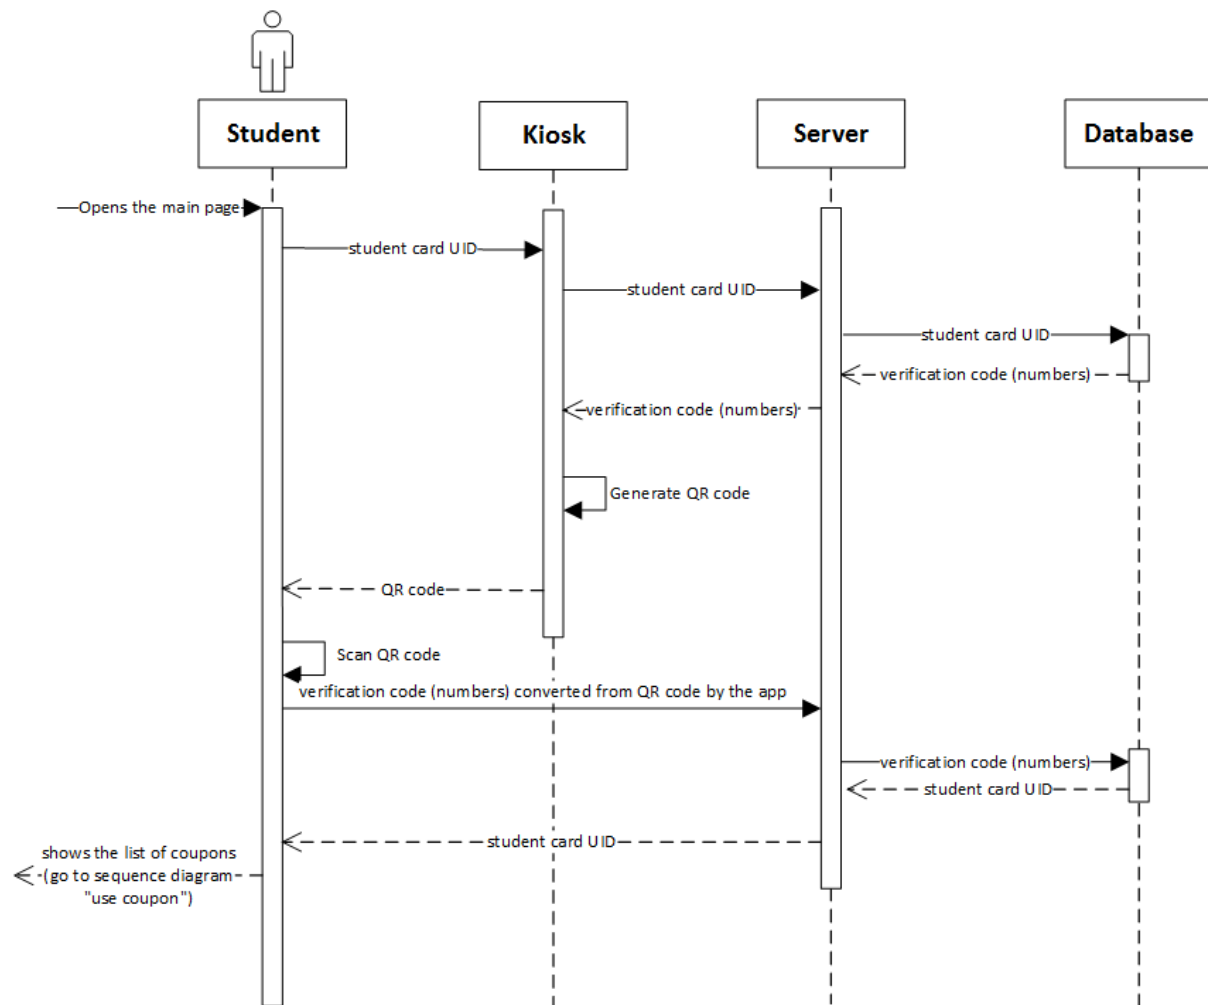 Student
Kiosk
Server
Database
Opens the main page
student card UID
student card UID
student card UID
verification code (numbers)
verification code (numbers)
Generate QR code
QR code
Scan QR code
verification code (numbers) converted from QR code by the app
verification code (numbers)
student card UID
student card UID
shows the list of coupons
(go to sequence diagram
"use coupon")